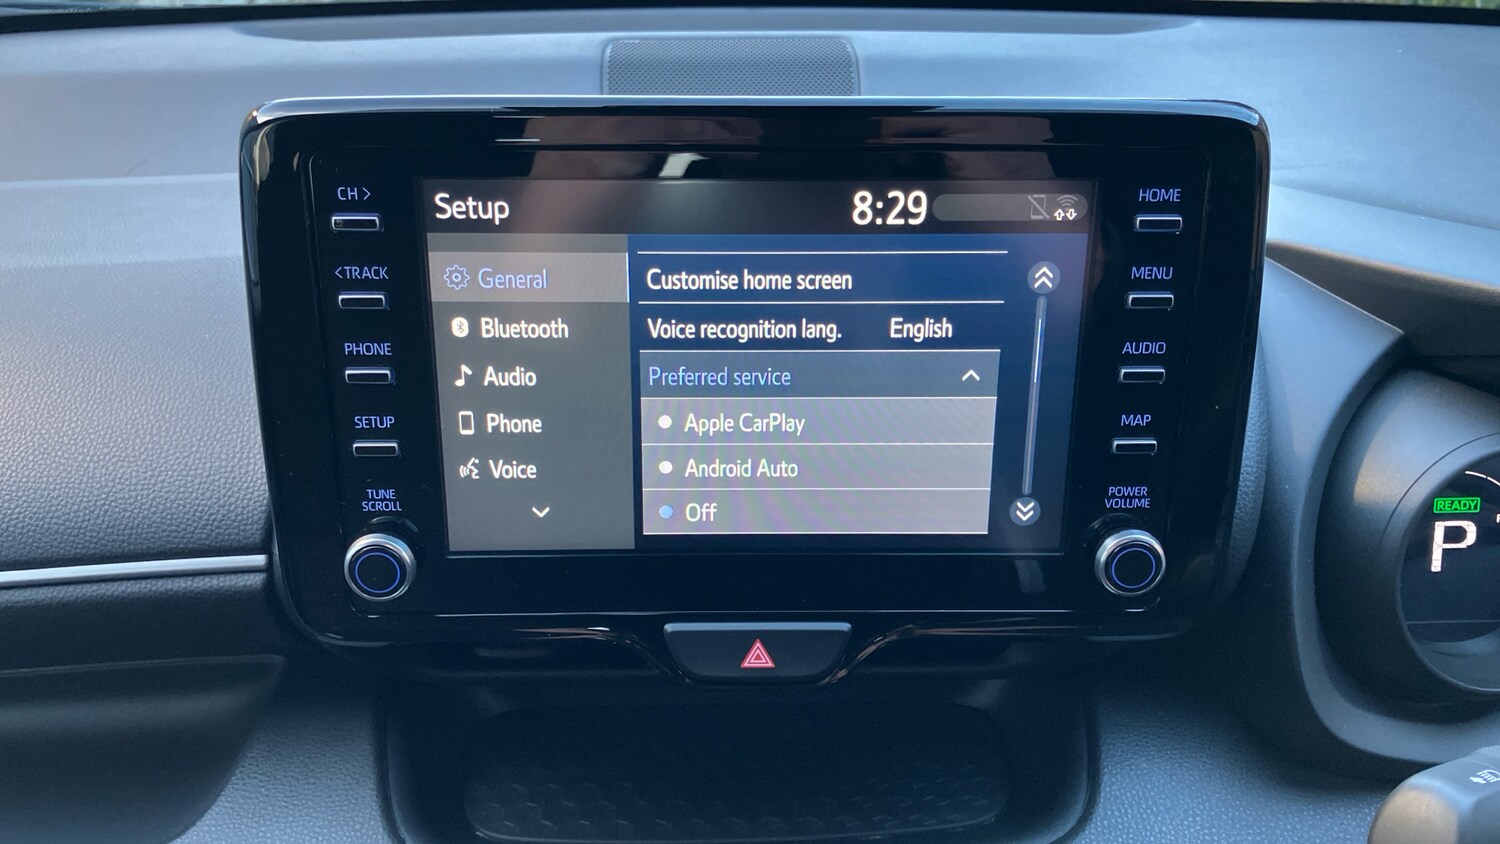 CH >
<TRACK
PHONE
SETUP
TUNE
SCROLL
Setup
8:29
General
Bluetooth
Audio
Phone
Voice
Customise home screen
Voice recognition lang. English
Preferred service
Apple CarPlay
Android Auto
Off
HOME
MENU
AUDIO
MAP
POWER
VOLUME
READY
P